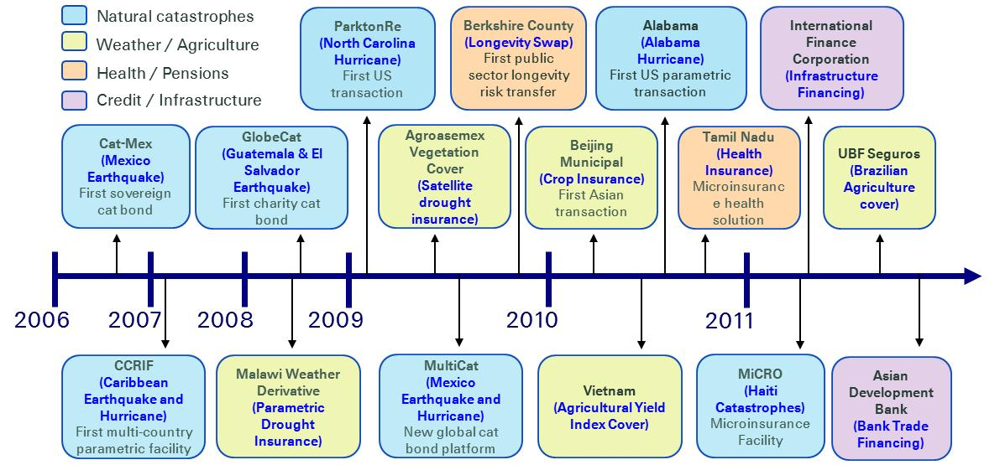 Natural catastrophes
Weather / Agriculture
Health / Pensions
Credit / Infrastructure
ParktonRe
(North Carolina
Hurricane)
First US
transaction
Berkshire County
(Longevity Swap)
First public
sector longevity
risk transfer
Alabama
(Alabama
Hurricane)
First US parametric
transaction
International
Finance
Corporation
(Infrastructure
Financing)
Cat-Mex
(Mexico
Earthquake)
First sovereign
cat bond
GlobeCat
(Guatemala & El
Salvador
Earthquake)
First charity cat
bond
Agroasemex
Vegetation
Cover
(Satellite
drought
insurance)
Beijing
Municipal
(Crop Insurance)
First Asian
transaction
Tamil Nadu
(Health
Insurance)
Microinsuranc
e health
solution
UBF Seguros
(Brazilian
Agriculture
cover)
2006
2007
2008
2009
2010
2011
CCRIF
(Caribbean
Earthquake and
Hurricane)
First multi-country
parametric facility
Malawi Weather
Derivative
(Parametric
Drought
Insurance)
MultiCat
(Mexico
Earthquake and
Hurricane)
New global cat
bond platform
Vietnam
(Agricultural Yield
Index Cover)
MiCRO
(Haiti
Catastrophes)
Microinsurance
Facility
Asian
Development
Bank
(Bank Trade
Financing)